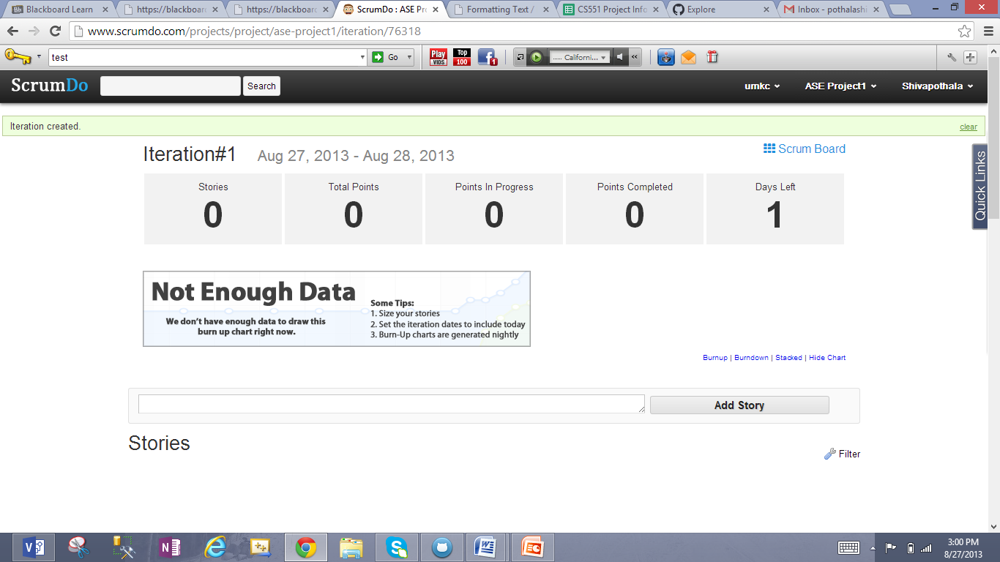 Blackboard Learn
https://blackboard
https://blackboard
ScrumDo : ASE Pr
Formatting Text /
CS551 Project Info
Explore
Inbox - pothalashi
www.scrumdo.com/projects/project/ase-project1/iteration/76318
test
Go
Play VIDS
Top 100
1
..... Californi...
ScrumDo
Search
umkc
ASE Project1
Shivapothala
Iteration created.
clear
Iteration#1 Aug 27, 2013 - Aug 28, 2013
Scrum Board
Quick Links
Stories
0
Total Points
0
Points In Progress
0
Points Completed
0
Days Left
1
Not Enough Data
We don't have enough data to draw this
burn up chart right now.
Some Tips:
1. Size your stories
2. Set the iteration dates to include today
3. Burn-Up charts are generated nightly
Burnup | Burndown | Stacked | Hide Chart
Add Story
Stories
Filter
3:00 PM
8/27/2013